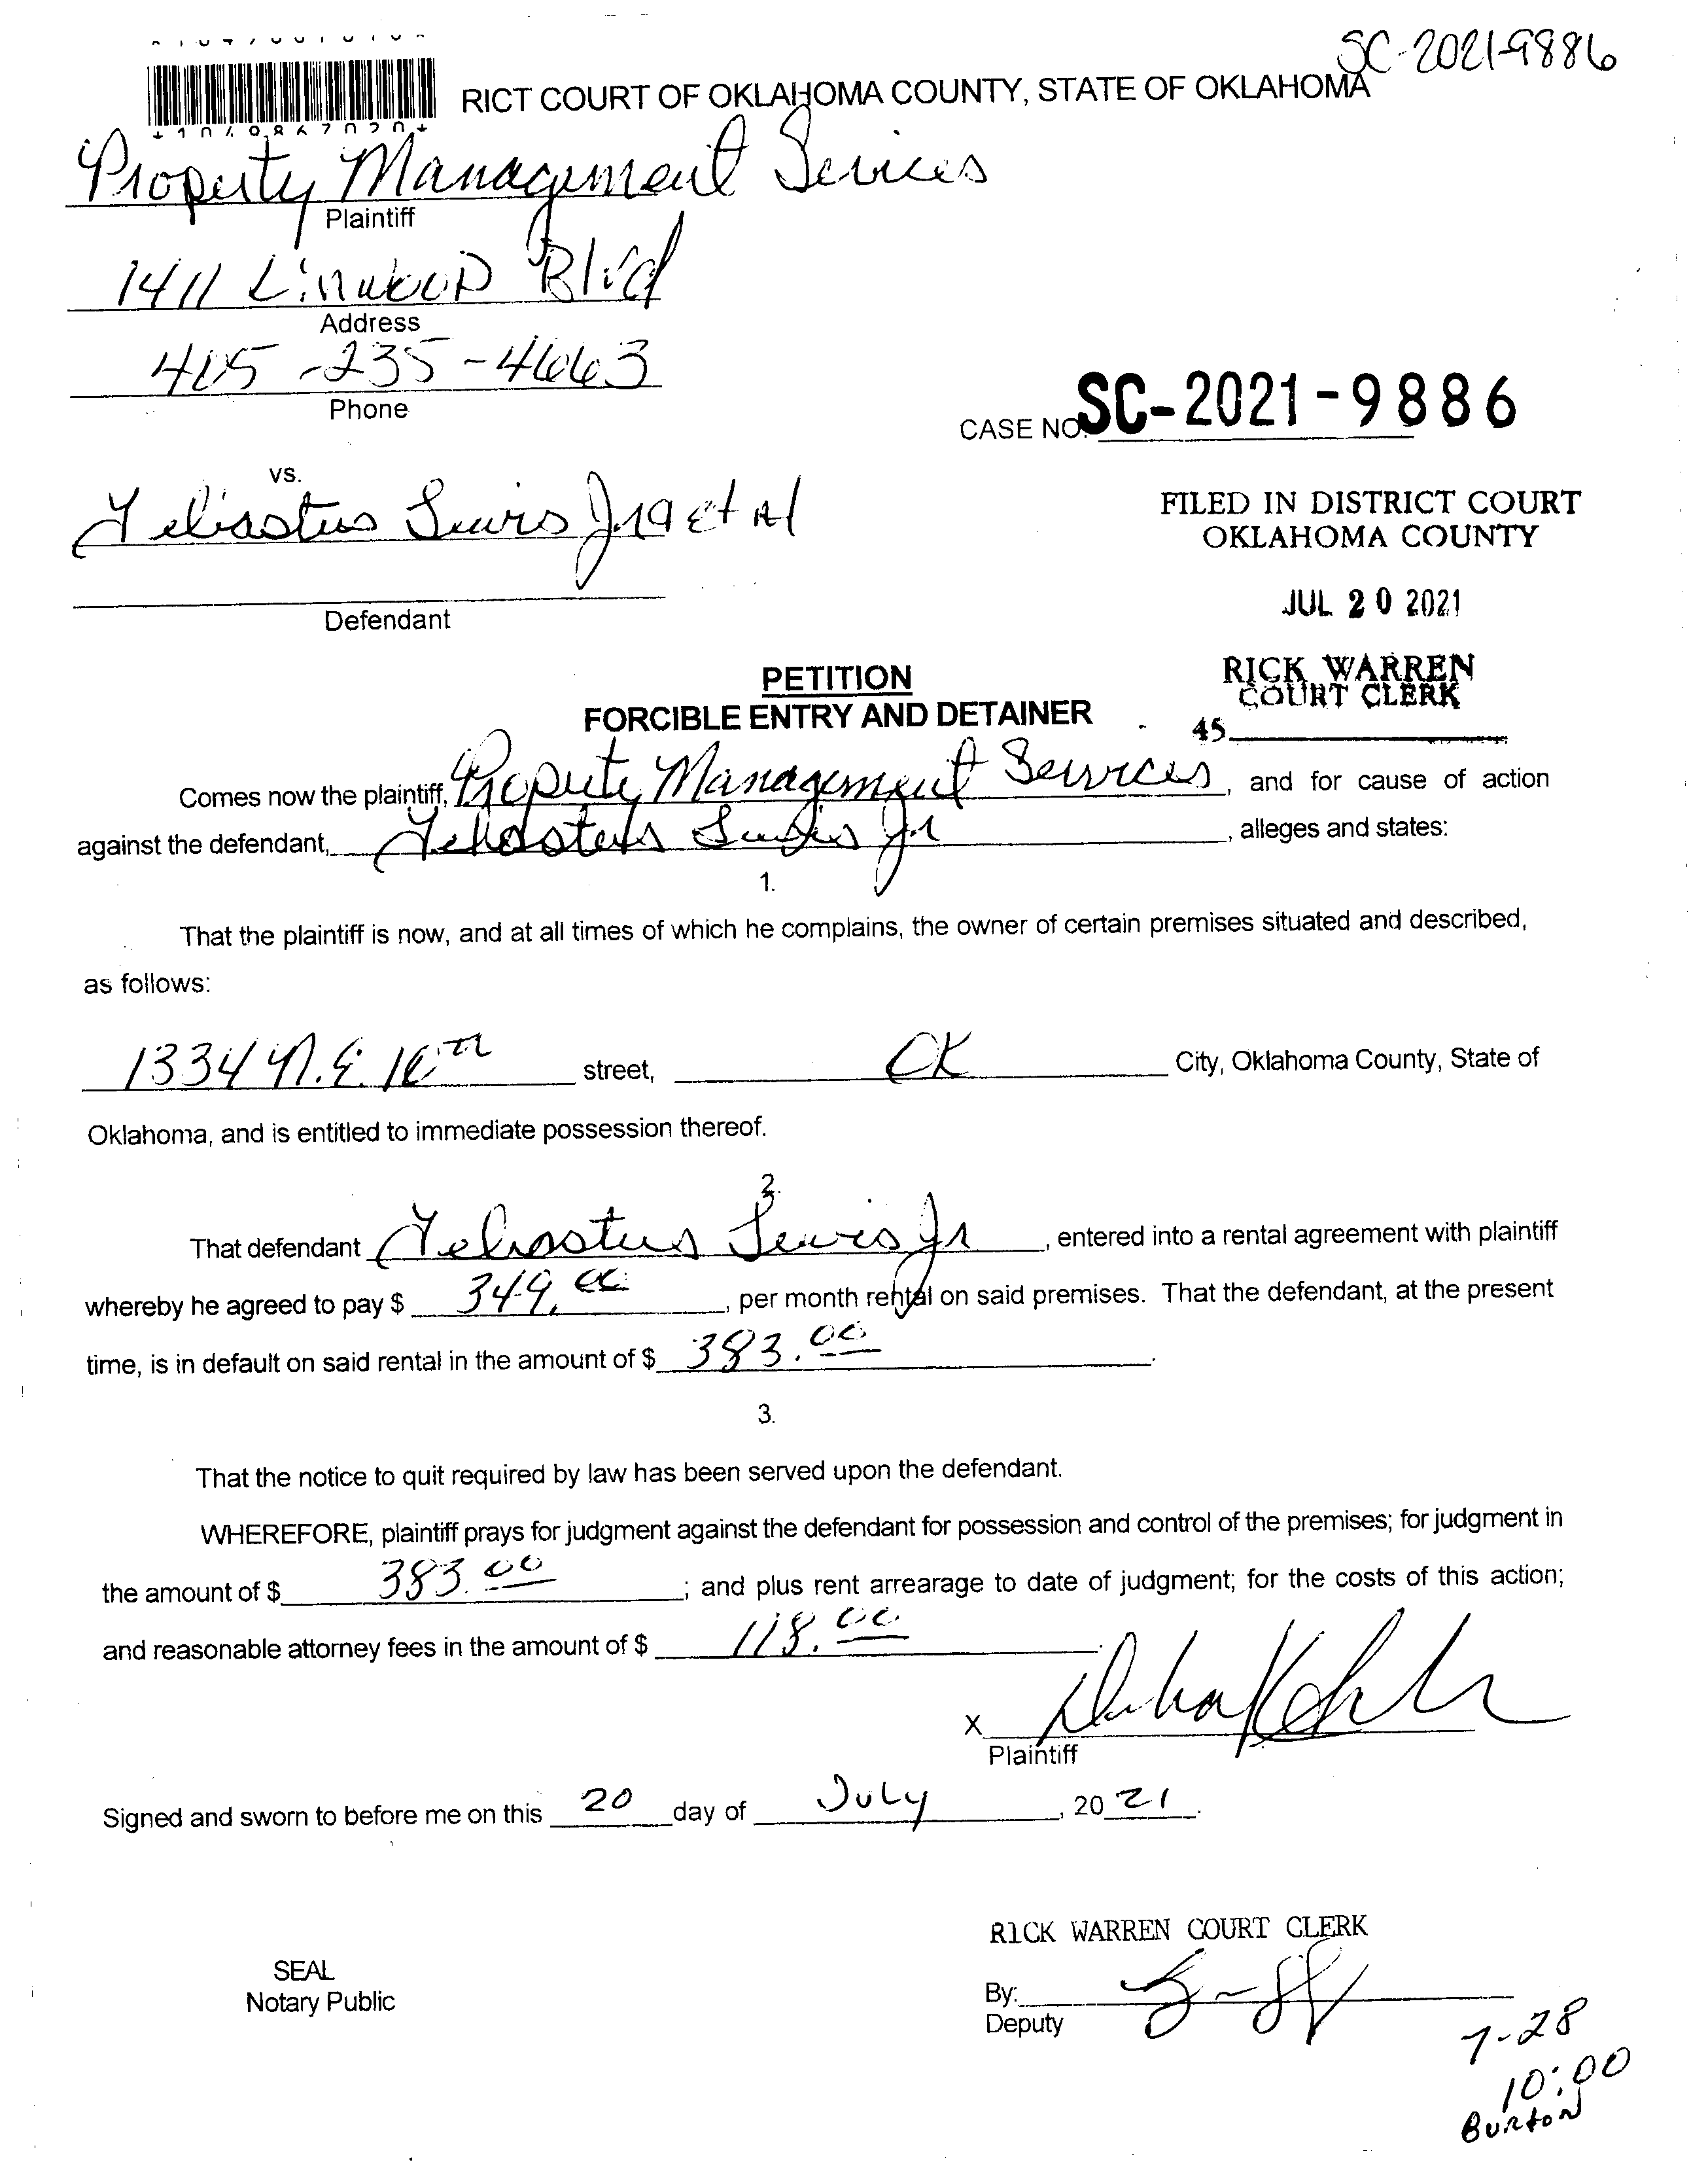 SC-2021-9886
RICT COURT OF OKLAHOMA COUNTY, STATE OF OKLAHOMA
Property Management Services
Plaintiff
1411 Linwood Blvd
Address
405-235-4663
Phone
CASE NO. SC-2021-9886
vs.
Lewis Jr et al
FILED IN DISTRICT COURT
OKLAHOMA COUNTY
Defendant
JUL 20 2021
PETITION
RICK WARREN
COURT CLERK
FORCIBLE ENTRY AND DETAINER
45
Comes now the plaintiff, Property Management Services, and for cause of action
against the defendant, Lewis Jr, alleges and states:
1.
That the plaintiff is now, and at all times of which he complains, the owner of certain premises situated and described,
as follows:
1334 N.E. street, OK City, Oklahoma County, State of
Oklahoma, and is entitled to immediate possession thereof.
2.
That defendant Lewis Jr, entered into a rental agreement with plaintiff
whereby he agreed to pay $ 349.00, per month rental on said premises. That the defendant, at the present
time, is in default on said rental in the amount of $ 383.00.
3.
That the notice to quit required by law has been served upon the defendant.
WHEREFORE, plaintiff prays for judgment against the defendant for possession and control of the premises; for judgment in
the amount of $ 383.00; and plus rent arrearage to date of judgment; for the costs of this action;
and reasonable attorney fees in the amount of $ 118.00.
X
Plaintiff
Signed and sworn to before me on this 20 day of July, 2021.
RICK WARREN COURT CLERK
SEAL
Notary Public
By:
Deputy
7-28
10:00
Burton